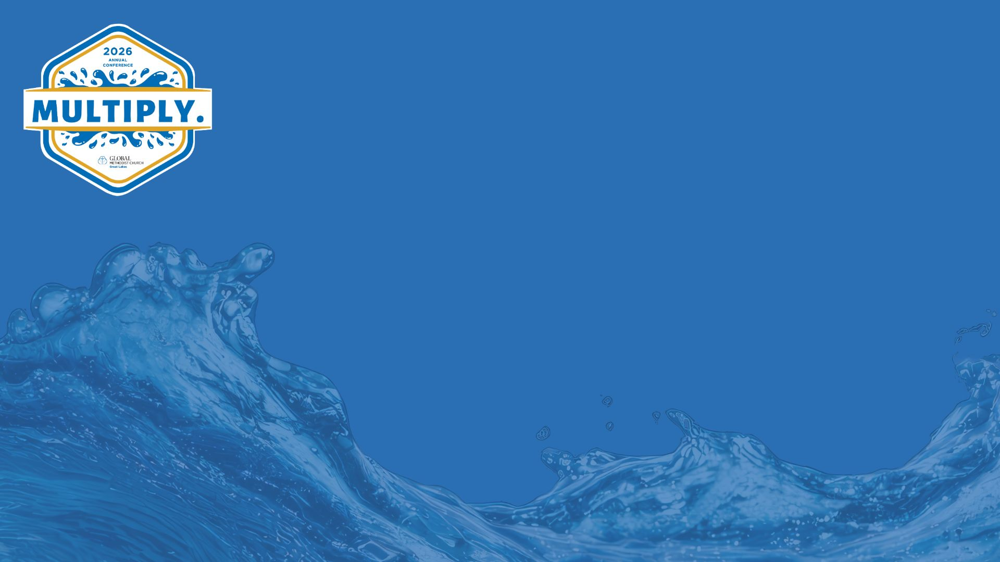 2026
ANNUAL
CONFERENCE
MULTIPLY.
GLOBAL
METHODIST CHURCH
Great Lakes